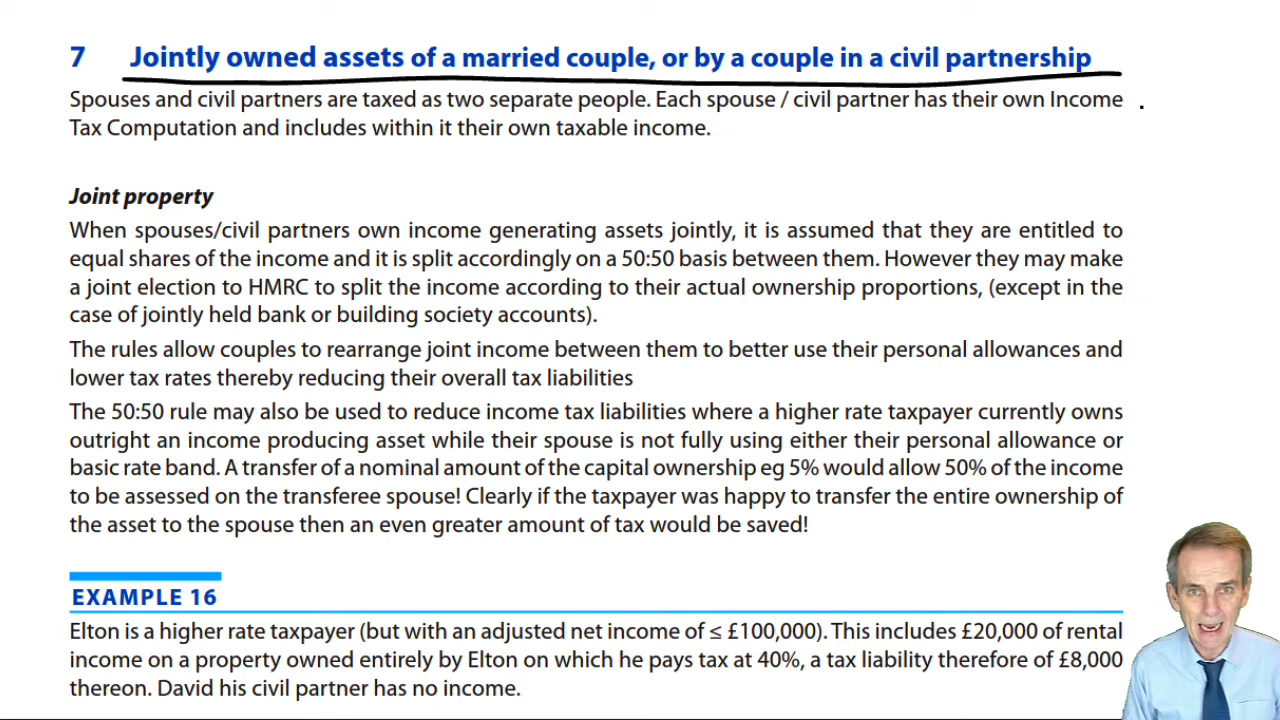 7 Jointly owned assets of a married couple, or by a couple in a civil partnership
Spouses and civil partners are taxed as two separate people. Each spouse / civil partner has their own Income
Tax Computation and includes within it their own taxable income.
Joint property
When spouses/civil partners own income generating assets jointly, it is assumed that they are entitled to
equal shares of the income and it is split accordingly on a 50:50 basis between them. However they may make
a joint election to HMRC to split the income according to their actual ownership proportions, (except in the
case of jointly held bank or building society accounts).
The rules allow couples to rearrange joint income between them to better use their personal allowances and
lower tax rates thereby reducing their overall tax liabilities
The 50:50 rule may also be used to reduce income tax liabilities where a higher rate taxpayer currently owns
outright an income producing asset while their spouse is not fully using either their personal allowance or
basic rate band. A transfer of a nominal amount of the capital ownership eg 5% would allow 50% of the income
to be assessed on the transferee spouse! Clearly if the taxpayer was happy to transfer the entire ownership of
the asset to the spouse then an even greater amount of tax would be saved!
EXAMPLE 16
Elton is a higher rate taxpayer (but with an adjusted net income of ≤ £100,000). This includes £20,000 of rental
income on a property owned entirely by Elton on which he pays tax at 40%, a tax liability therefore of £8,000
thereon. David his civil partner has no income.